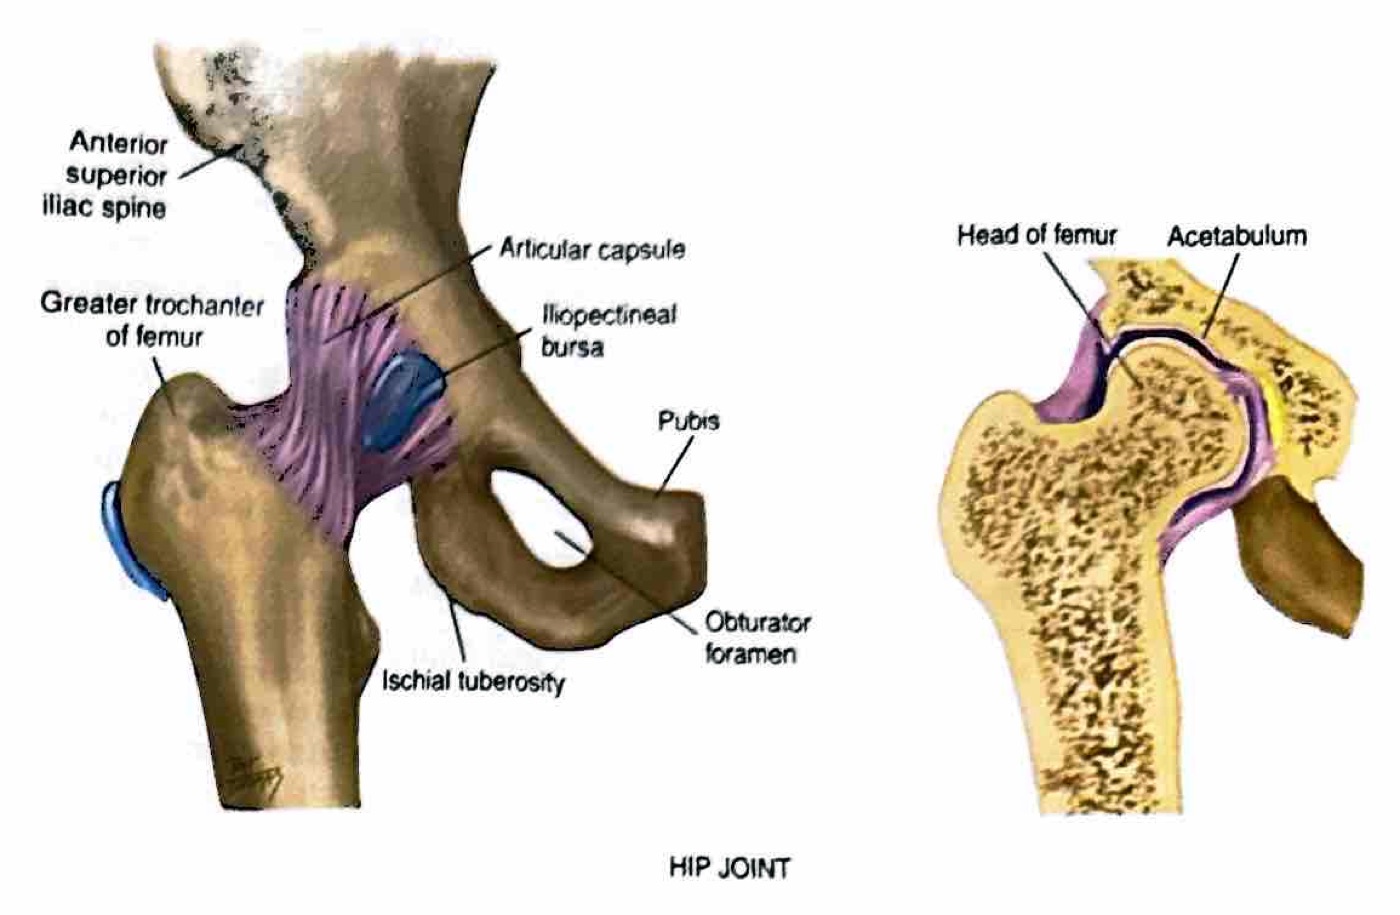 Anterior
superior
iliac spine
Articular capsule
Greater trochanter
of femur
Iliopectineal
bursa
Pubis
Obturator
foramen
Ischial tuberosity
Head of femur
Acetabulum
HIP JOINT